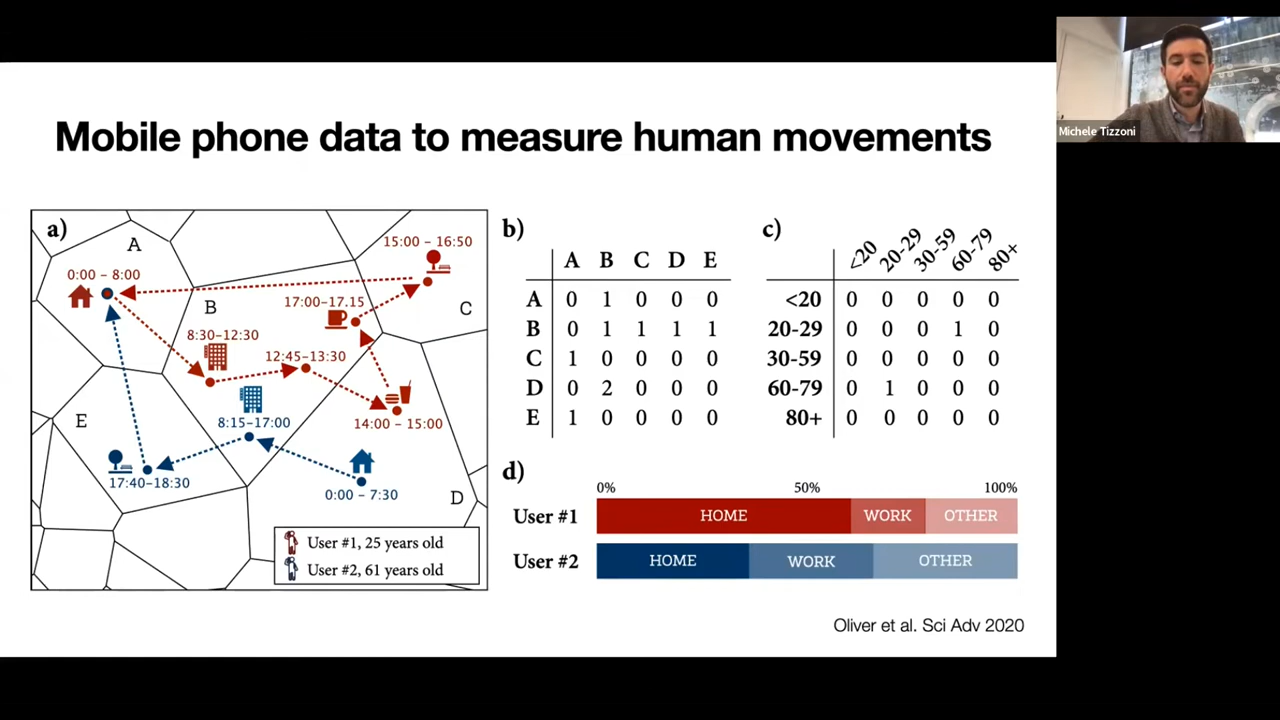 Mobile phone data to measure human movements
Michele Tizzoni
a)
A
0:00 – 8:00
15:00 – 16:50
B
17:00–17.15
C
8:30–12:30
12:45–13:30
E
8:15–17:00
14:00 – 15:00
17:40–18:30
0:00 – 7:30
D
User #1, 25 years old
User #2, 61 years old
b)
A B C D E
A 0 1 0 0 0
B 0 1 1 1 1
C 1 0 0 0 0
D 0 2 0 0 0
E 1 0 0 0 0
c)
<20 20-29 30-59 60-79 80+
<20 0 0 0 0 0
20-29 0 0 0 1 0
30-59 0 0 0 0 0
60-79 0 1 0 0 0
80+ 0 0 0 0 0
d)
0% 50% 100%
User #1 HOME WORK OTHER
User #2 HOME WORK OTHER
Oliver et al. Sci Adv 2020